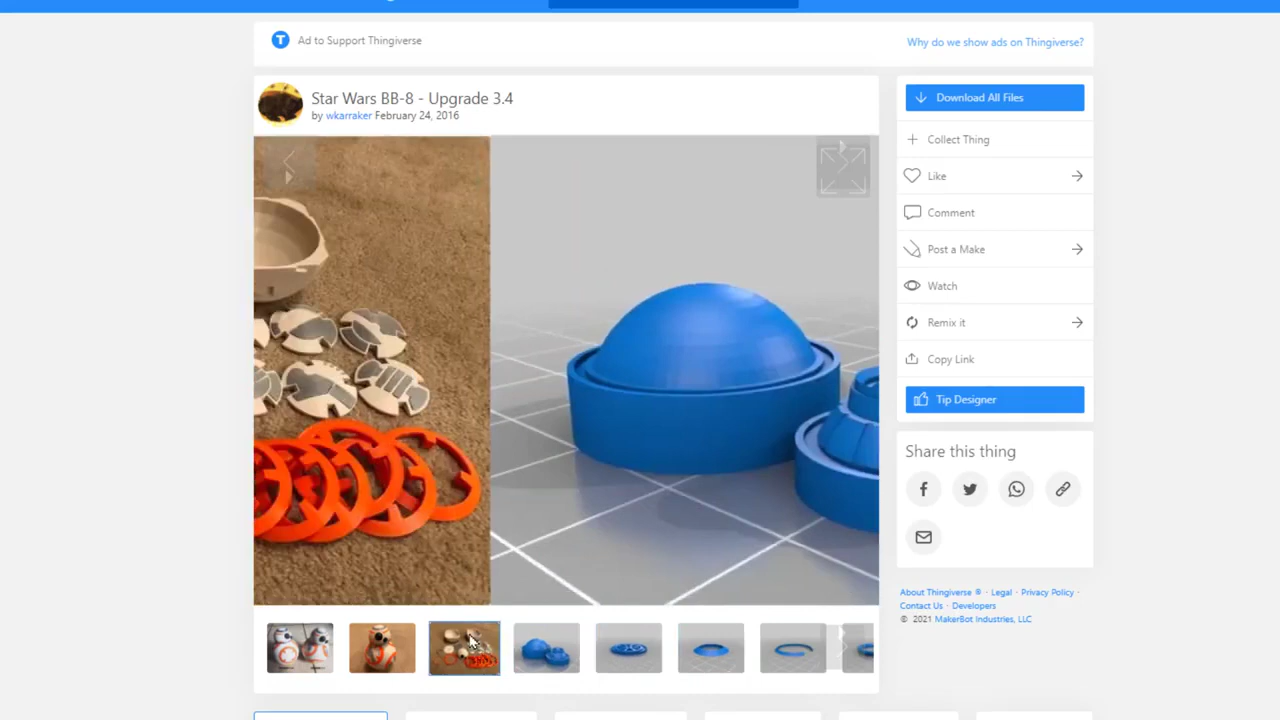 Ad to Support Thingiverse
Why do we show ads on Thingiverse?
Star Wars BB-8 - Upgrade 3.4
by wkarraker February 24, 2016
Download All Files
Collect Thing
Like
Comment
Post a Make
Watch
Remix it
Copy Link
Tip Designer
Share this thing
About Thingiverse ® · Legal · Privacy Policy ·
Contact Us · Developers
© 2021 MakerBot Industries, LLC